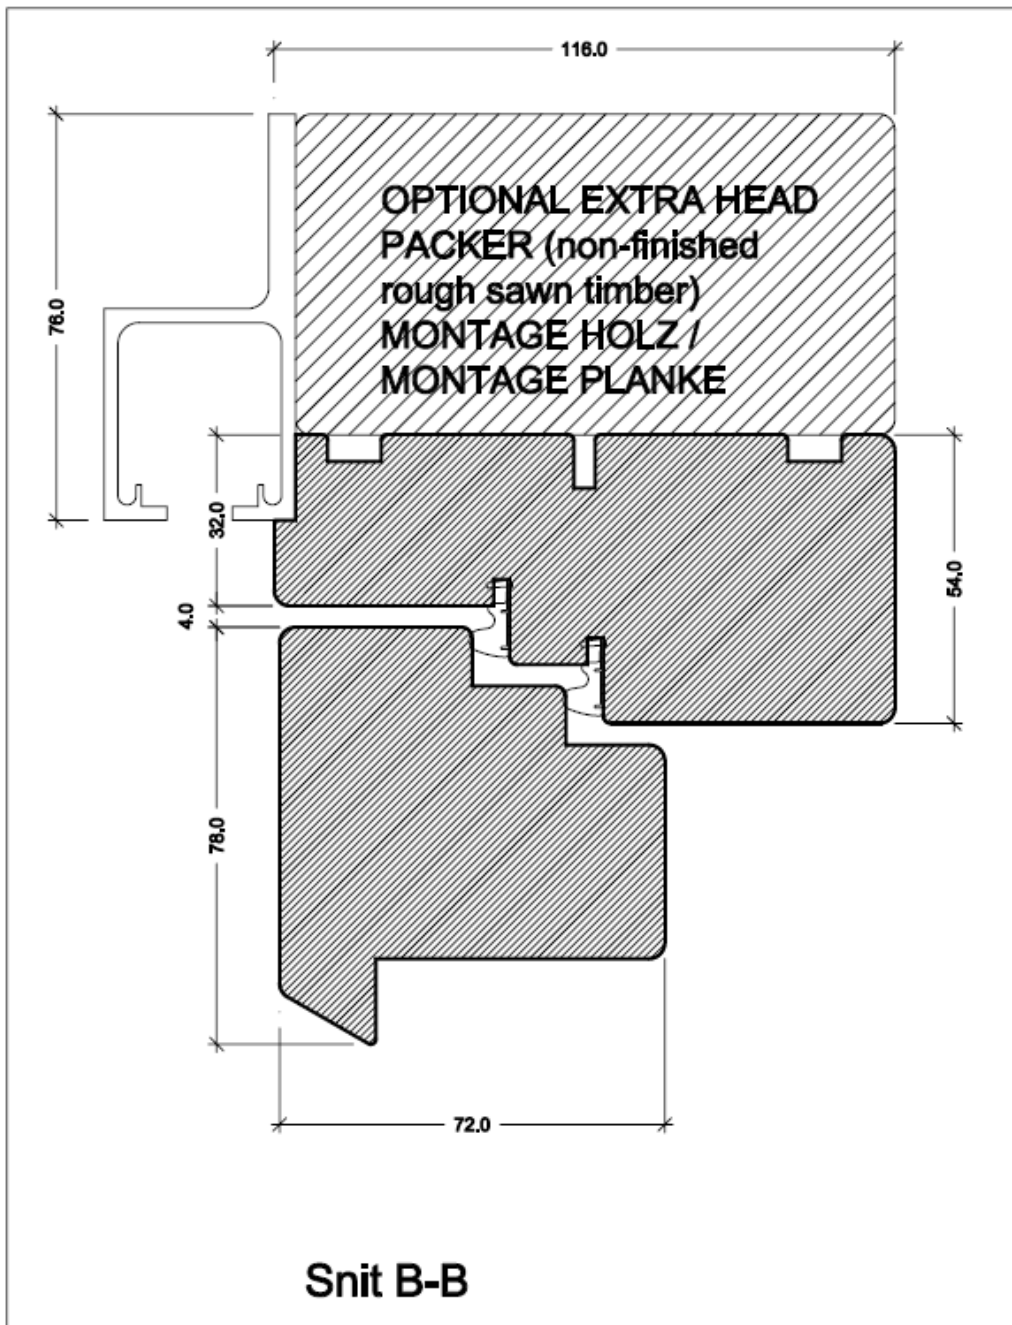 116.0
OPTIONAL EXTRA HEAD
PACKER (non-finished
rough sawn timber)
MONTAGE HOLZ /
MONTAGE PLANKE
76.0
32.0
54.0
4.0
78.0
72.0
Snit B-B